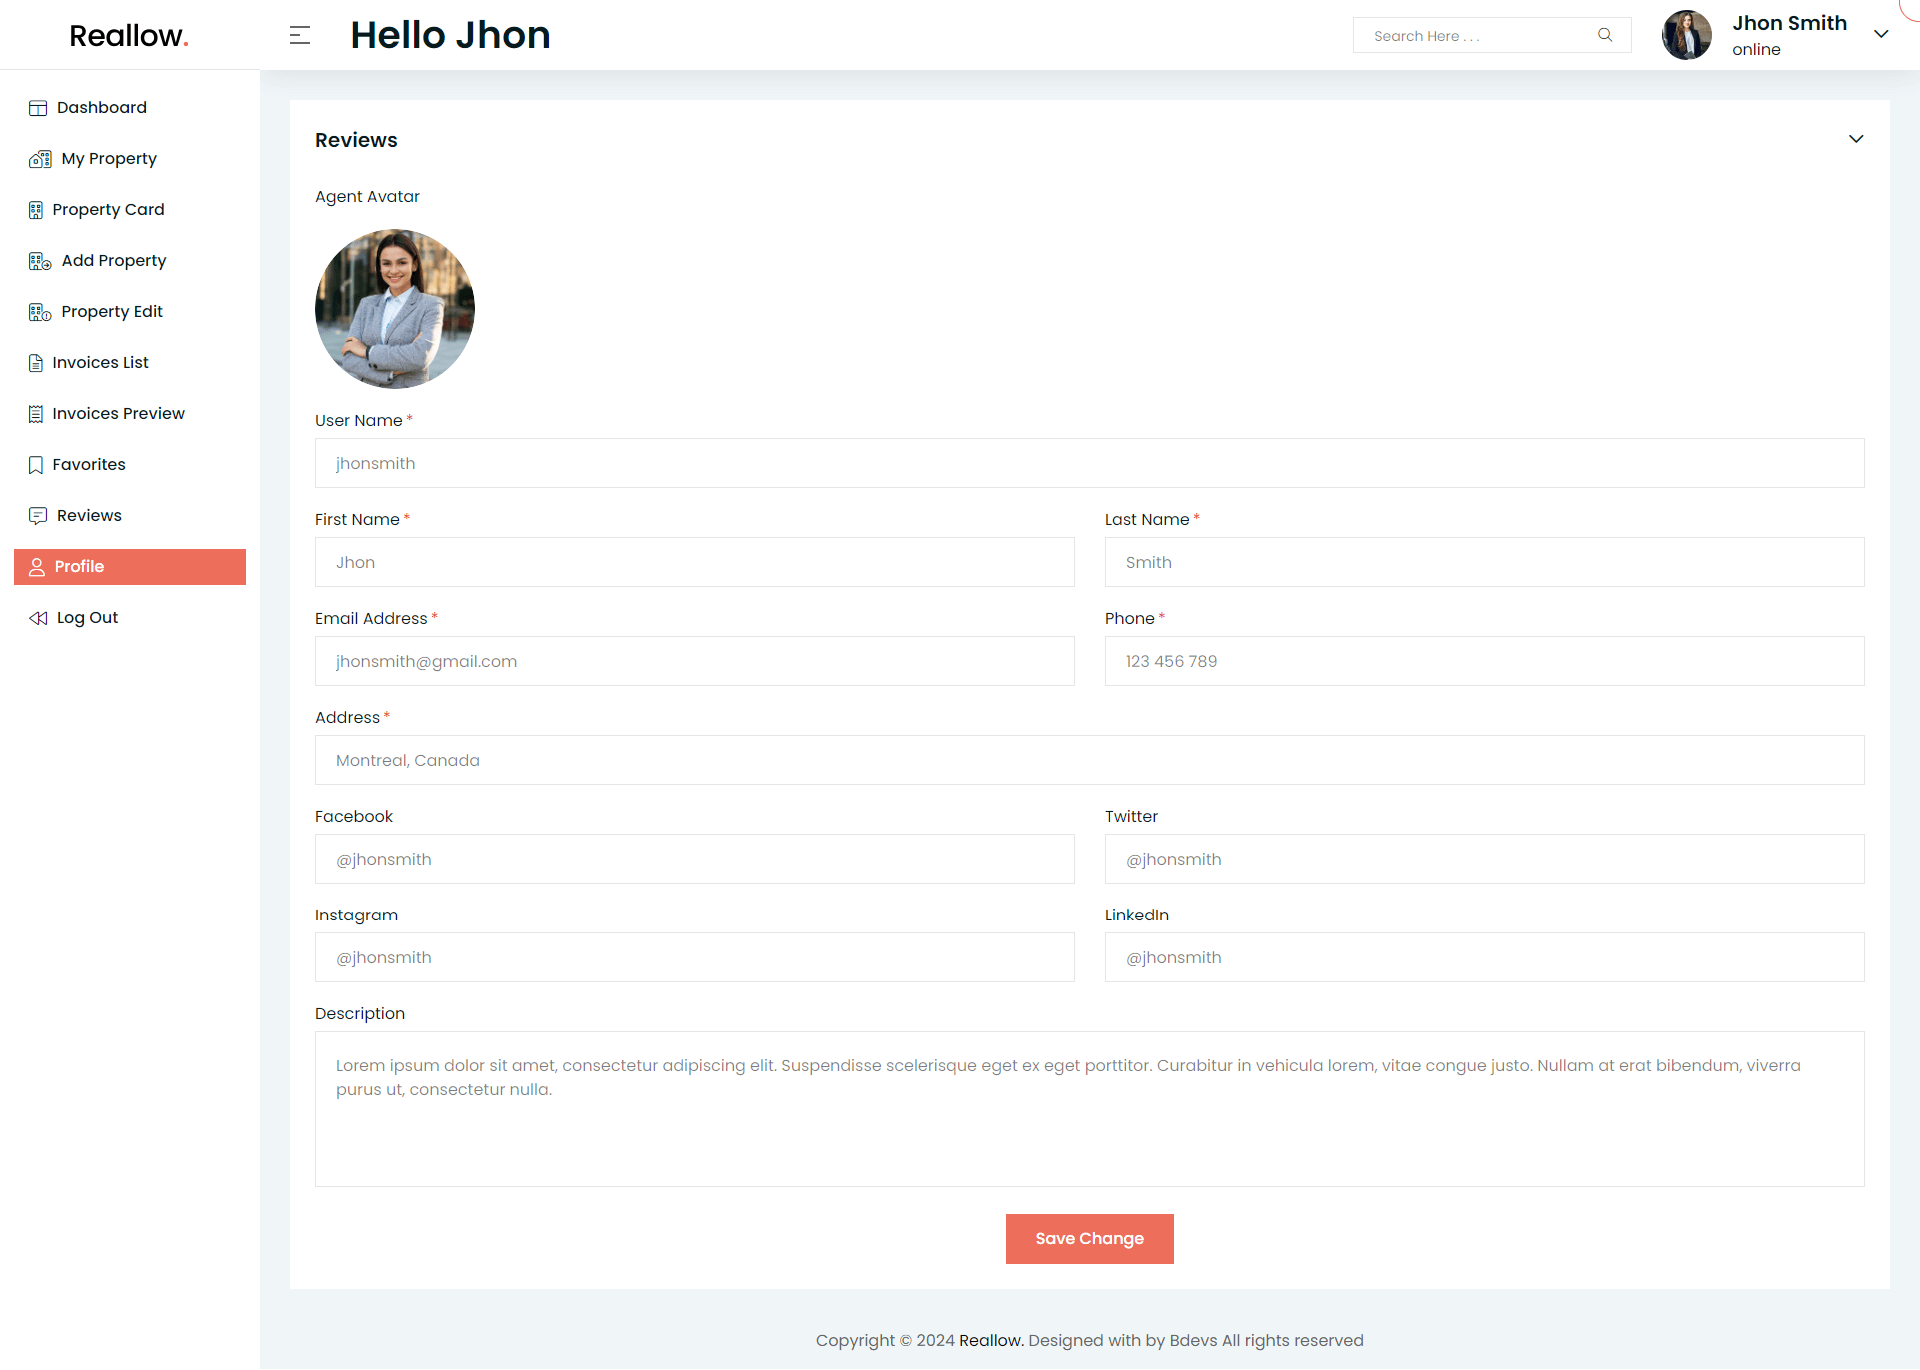 Reallow.
Hello Jhon
Search Here . . .
Jhon Smith
online
Dashboard
My Property
Property Card
Add Property
Property Edit
Invoices List
Invoices Preview
Favorites
Reviews
Profile
Log Out
Reviews
Agent Avatar
User Name *
jhonsmith
First Name *
Last Name *
Jhon
Smith
Email Address *
Phone *
jhonsmith@gmail.com
123 456 789
Address *
Montreal, Canada
Facebook
Twitter
@jhonsmith
@jhonsmith
Instagram
LinkedIn
@jhonsmith
@jhonsmith
Description
Lorem ipsum dolor sit amet, consectetur adipiscing elit. Suspendisse scelerisque eget ex eget porttitor. Curabitur in vehicula lorem, vitae congue justo. Nullam at erat bibendum, viverra
purus ut, consectetur nulla.
Save Change
Copyright © 2024 Reallow. Designed with by Bdevs All rights reserved